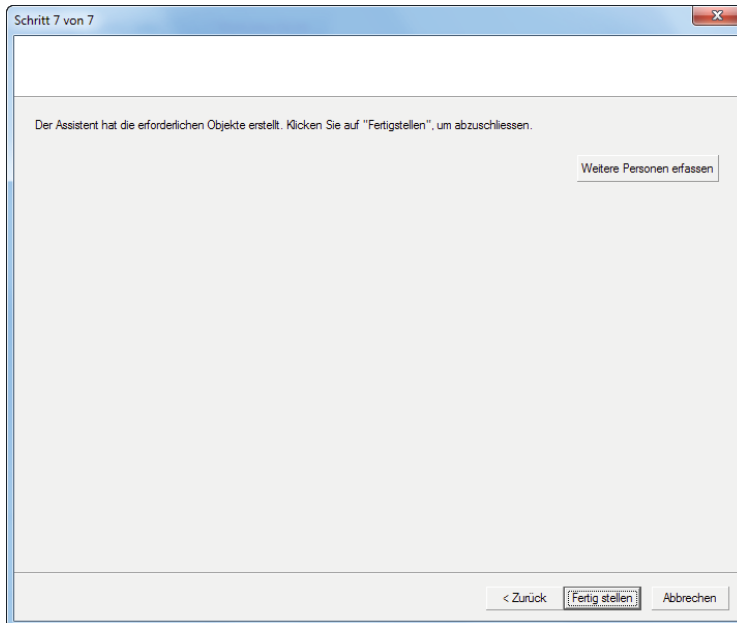 Schritt 7 von 7
Der Assistent hat die erforderlichen Objekte erstellt. Klicken Sie auf "Fertigstellen", um abzuschliessen.
Weitere Personen erfassen
< Zurück Fertig stellen Abbrechen